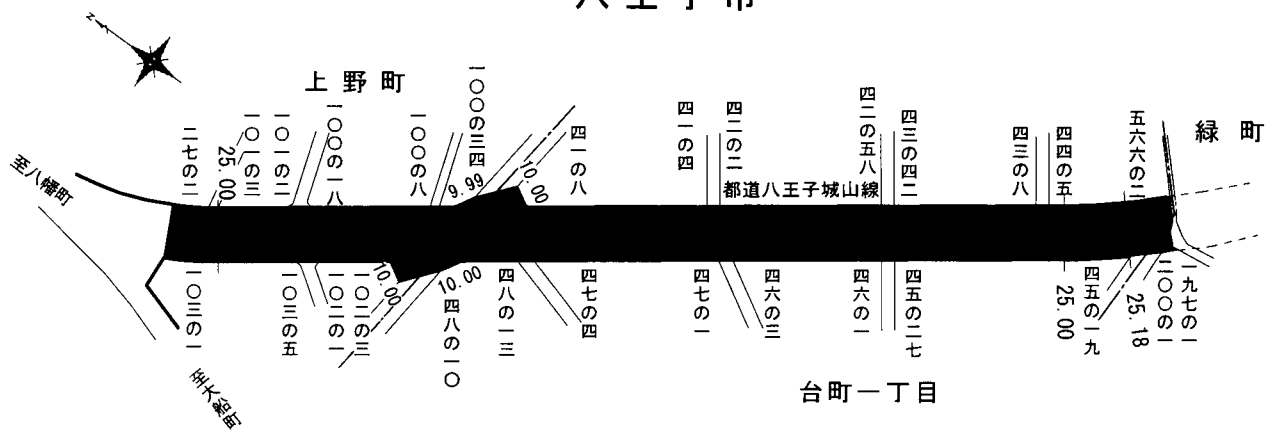 八王子市
N
上野町
緑町
至八幡町
二七の二
25.00
一〇一の三
一〇一の二
一〇〇の一八
一〇〇の八
一〇〇の三四
9.99
10.00
四一の八
四一の四
四二の二
都道八王子城山線
四二の五八
四三の四二
四三の八
四四の五
五六六の二
一〇三の一
一〇三の五
一〇二の一
一〇二の三
10.00
10.00
四八の一〇
四八の一三
四七の四
四七の一
四六の三
四六の一
四五の二七
25.00
四五の一九
25.18
二〇〇の一
一九七の一
至大船町
台町一丁目